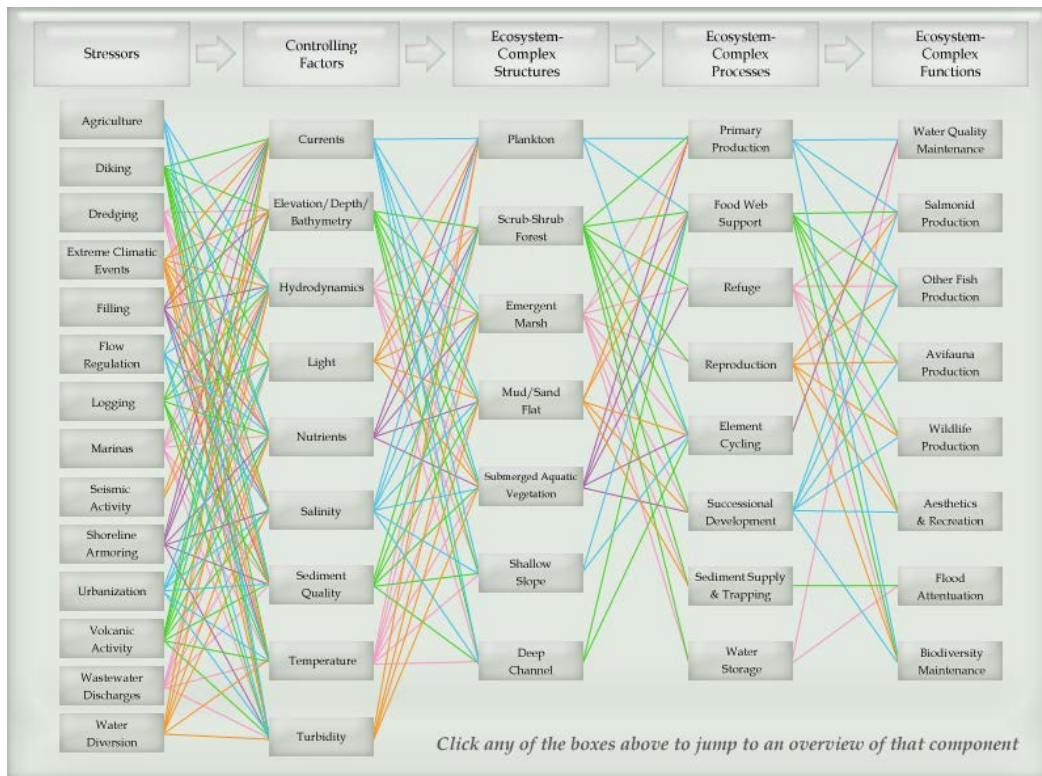 Stressors
Controlling
Factors
Ecosystem-
Complex
Structures
Ecosystem-
Complex
Processes
Ecosystem-
Complex
Functions
Agriculture
Diking
Dredging
Extreme Climatic
Events
Filling
Flow
Regulation
Logging
Marinas
Seismic
Activity
Shoreline
Armoring
Urbanization
Volcanic
Activity
Wastewater
Discharges
Water
Diversion
Currents
Elevation/Depth/
Bathymetry
Hydrodynamics
Light
Nutrients
Salinity
Sediment
Quality
Temperature
Turbidity
Plankton
Scrub-Shrub
Forest
Emergent
Marsh
Mud/Sand
Flat
Submerged Aquatic
Vegetation
Shallow
Slope
Deep
Channel
Primary
Production
Food Web
Support
Refuge
Reproduction
Element
Cycling
Successional
Development
Sediment Supply
& Trapping
Water
Storage
Water Quality
Maintenance
Salmonid
Production
Other Fish
Production
Avifauna
Production
Wildlife
Production
Aesthetics
& Recreation
Flood
Attentuation
Biodiversity
Maintenance
Click any of the boxes above to jump to an overview of that component